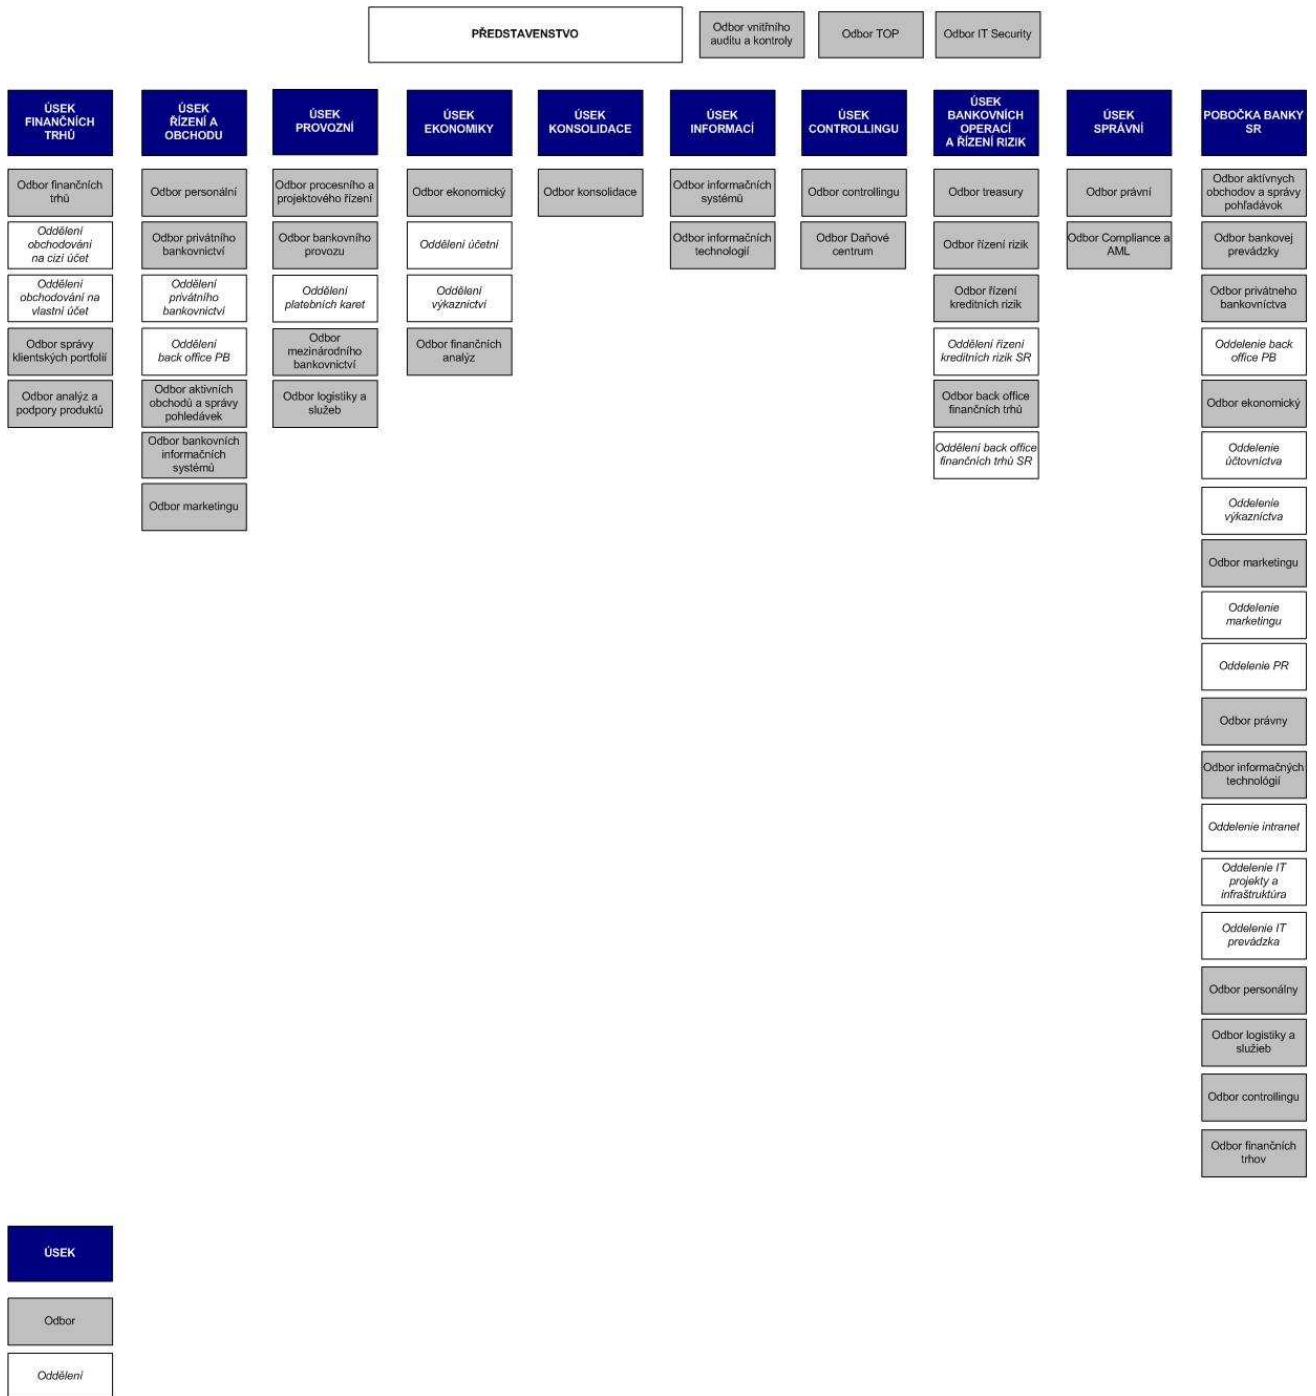 PŘEDSTAVENSTVO
Odbor vnitřního
auditu a kontroly
Odbor TOP
Odbor IT Security
ÚSEK
FINANČNÍCH
TRHŮ
Odbor finančních
trhů
Oddělení
obchodování
na cizí účet
Oddělení
obchodování na
vlastní účet
Odbor správy
klientských portfolií
Odbor analýz a
podpory produktů
ÚSEK
ŘÍZENÍ A
OBCHODU
Odbor personální
Odbor privátního
bankovnictví
Oddělení
privátního
bankovnictví
Oddělení
back office PB
Odbor aktivních
obchodů a správy
pohledávek
Odbor bankovních
informačních
systémů
Odbor marketingu
ÚSEK
PROVOZNÍ
Odbor procesního a
projektového řízení
Odbor bankovního
provozu
Oddělení
platebních karet
Odbor
mezinárodního
bankovnictví
Odbor logistiky a
služeb
ÚSEK
EKONOMIKY
Odbor ekonomický
Oddělení účetní
Oddělení
výkaznictví
Odbor finančních
analýz
ÚSEK
KONSOLIDACE
Odbor konsolidace
ÚSEK
INFORMACÍ
Odbor informačních
systémů
Odbor informačních
technologií
ÚSEK
CONTROLLINGU
Odbor controllingu
Odbor Daňové
centrum
ÚSEK
BANKOVNÍCH
OPERACÍ
A ŘÍZENÍ RIZIK
Odbor treasury
Odbor řízení rizik
Odbor řízení
kreditních rizik
Oddělení řízení
kreditních rizik SR
Odbor back office
finančních trhů
Oddělení back office
finančních trhů SR
ÚSEK
SPRÁVNÍ
Odbor právní
Odbor Compliance a
AML
POBOČKA BANKY
SR
Odbor aktívnych
obchodov a správy
pohľadávok
Odbor bankovej
prevádzky
Odbor privátneho
bankovníctva
Oddelenie back
office PB
Odbor ekonomický
Oddelenie
účtovníctva
Oddelenie
výkazníctva
Odbor marketingu
Oddelenie
marketingu
Oddelenie PR
Odbor právny
Odbor informačných
technológií
Oddelenie intranet
Oddelenie IT
projekty a
infraštruktúra
Oddelenie IT
prevádzka
Odbor personálny
Odbor logistiky a
služieb
Odbor controllingu
Odbor finančních
trhov
ÚSEK
Odbor
Oddělení